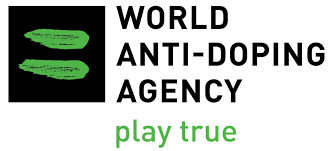 WORLD
ANTI-DOPING
AGENCY
play true